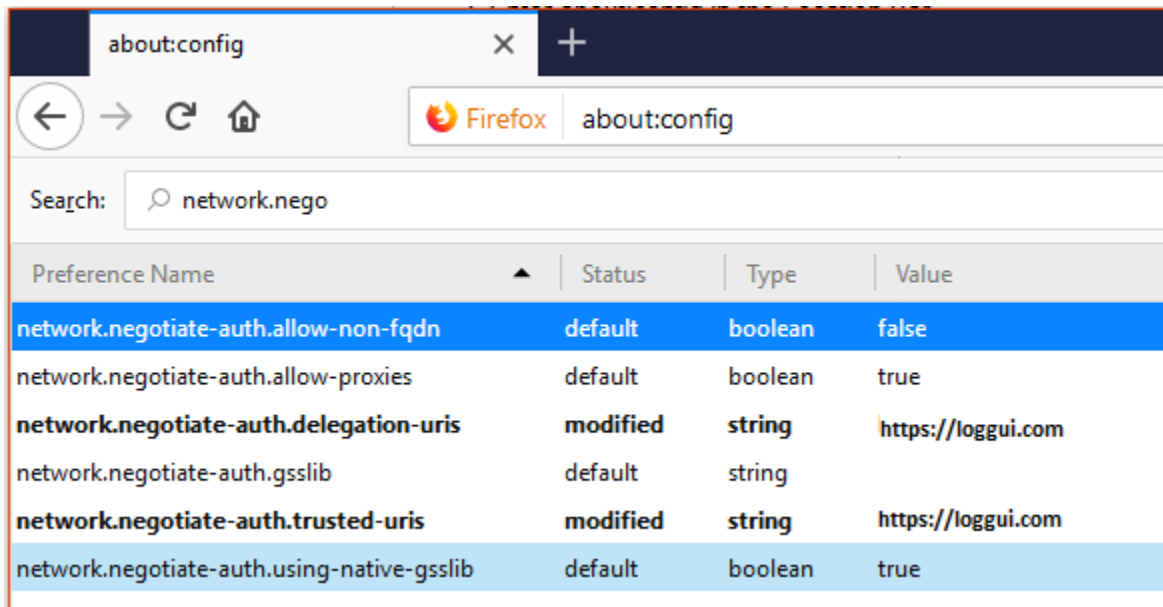 about:config
Firefox about:config
Search: network.nego
Preference Name Status Type Value
network.negotiate-auth.allow-non-fqdn default boolean false
network.negotiate-auth.allow-proxies default boolean true
network.negotiate-auth.delegation-uris modified string https://loggui.com
network.negotiate-auth.gsslib default string
network.negotiate-auth.trusted-uris modified string https://loggui.com
network.negotiate-auth.using-native-gsslib default boolean true